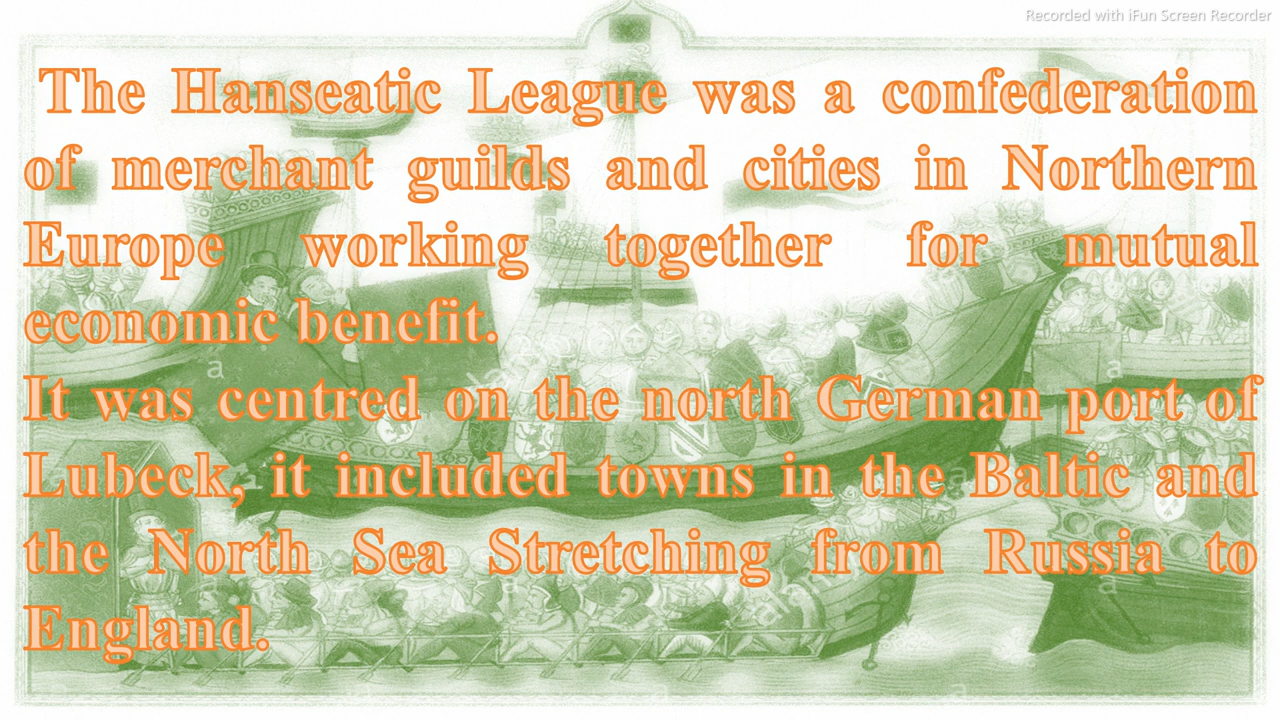 Recorded with iFun Screen Recorder
The Hanseatic League was a confederation
of merchant guilds and cities in Northern
Europe working together for mutual
economic benefit.
It was centred on the north German port of
Lubeck, it included towns in the Baltic and
the North Sea Stretching from Russia to
England.
a
a
a
a
a
a